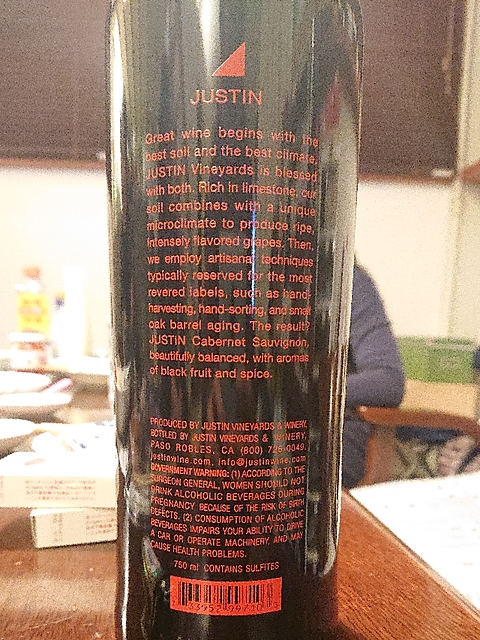 JUSTIN
Great wine begins with the
best soil and the best climate.
JUSTIN Vineyards is blessed
with both. Rich in limestone, our
soil combines with a unique
microclimate to produce ripe,
intensely flavored grapes. Then,
we employ artisanal techniques
typically reserved for the most
revered labels, such as hand-
harvesting, hand-sorting, and small
oak barrel aging. The result?
JUSTIN Cabernet Sauvignon,
beautifully balanced, with aromas
of black fruit and spice.
PRODUCED BY JUSTIN VINEYARDS & WINERY,
BOTTLED BY JUSTIN VINEYARDS & WINERY,
PASO ROBLES, CA (800) 726-0049.
justinwine.com, info@justinwine.com
GOVERNMENT WARNING: (1) ACCORDING TO THE
SURGEON GENERAL, WOMEN SHOULD NOT
DRINK ALCOHOLIC BEVERAGES DURING
PREGNANCY BECAUSE OF THE RISK OF BIRTH
DEFECTS. (2) CONSUMPTION OF ALCOHOLIC
BEVERAGES IMPAIRS YOUR ABILITY TO DRIVE
A CAR OR OPERATE MACHINERY, AND MAY
CAUSE HEALTH PROBLEMS.
750 ml CONTAINS SULFITES